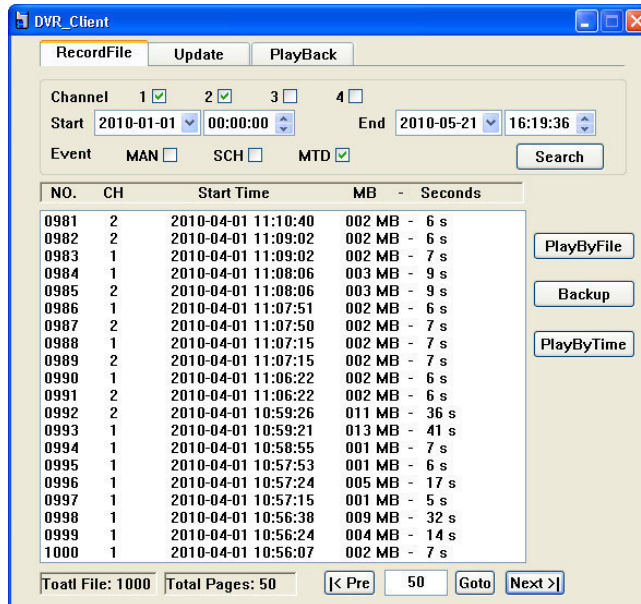 DVR_Client
RecordFile Update PlayBack
Channel 1 2 3 4
Start 2010-01-01 00:00:00 End 2010-05-21 16:19:36
Event MAN SCH MTD Search
NO. CH Start Time MB - Seconds
0981 2 2010-04-01 11:10:40 002 MB - 6 s
0982 2 2010-04-01 11:09:02 002 MB - 6 s
0983 1 2010-04-01 11:09:02 002 MB - 7 s
0984 1 2010-04-01 11:08:06 003 MB - 9 s
0985 2 2010-04-01 11:08:06 003 MB - 9 s
0986 1 2010-04-01 11:07:51 002 MB - 6 s
0987 2 2010-04-01 11:07:50 002 MB - 7 s
0988 1 2010-04-01 11:07:15 002 MB - 7 s
0989 2 2010-04-01 11:07:15 002 MB - 7 s
0990 1 2010-04-01 11:06:22 002 MB - 6 s
0991 2 2010-04-01 11:06:22 002 MB - 6 s
0992 2 2010-04-01 10:59:26 011 MB - 36 s
0993 1 2010-04-01 10:59:21 013 MB - 41 s
0994 1 2010-04-01 10:58:55 001 MB - 7 s
0995 1 2010-04-01 10:57:53 001 MB - 6 s
0996 1 2010-04-01 10:57:24 005 MB - 17 s
0997 1 2010-04-01 10:57:15 001 MB - 5 s
0998 1 2010-04-01 10:56:38 009 MB - 32 s
0999 1 2010-04-01 10:56:24 004 MB - 14 s
1000 1 2010-04-01 10:56:07 002 MB - 7 s
PlayByFile
Backup
PlayByTime
Toatl File: 1000 Total Pages: 50 |< Pre 50 Goto Next >|